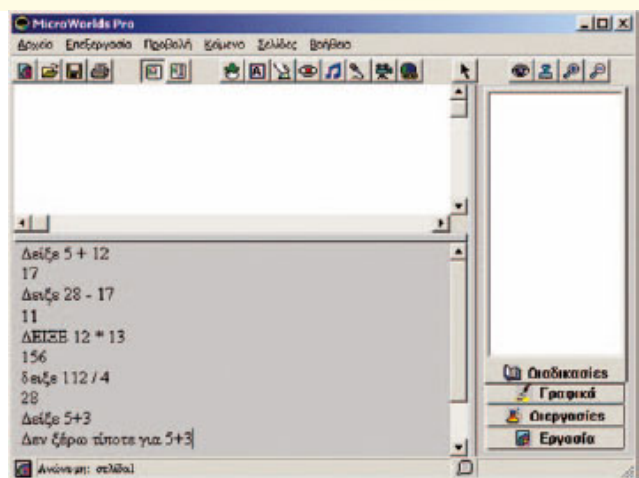 MicroWorlds Pro
Αρχείο Επεξεργασία Προβολή Κείμενο Σελίδες Βοήθεια
Δείξε 5 + 12
17
Δειξε 28 - 17
11
ΔΕΙΞΕ 12 * 13
156
δειξε 112 / 4
28
Δείξε 5+3
Δεν ξέρω τίποτε για 5+3
Διαδικασίες
Γραφικά
Διεργασίες
Εργασία
Ανώνυμη: σελίδα1